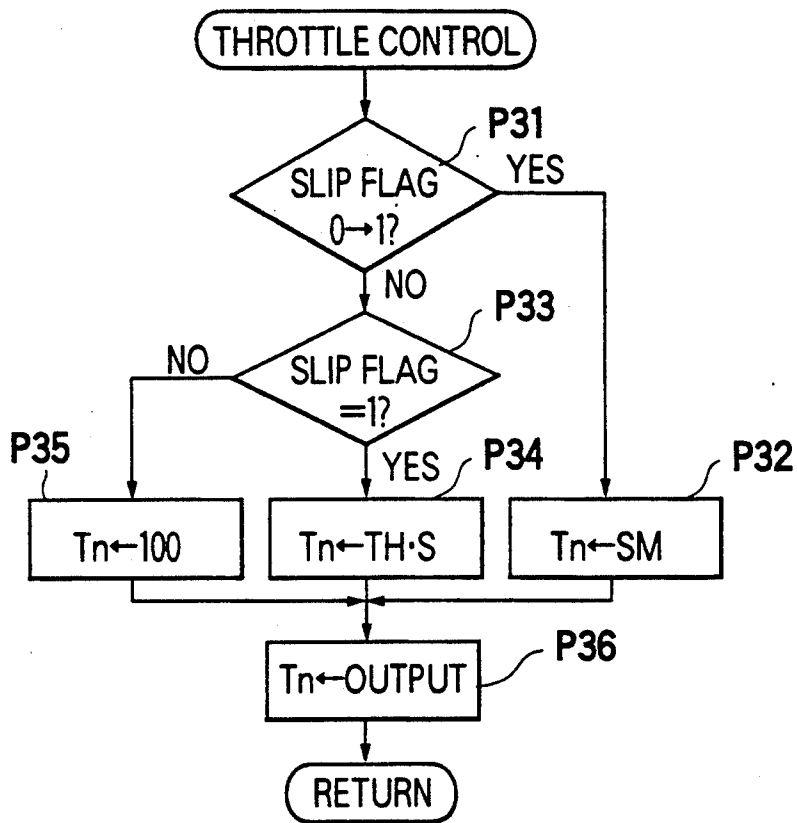 THROTTLE CONTROL
P31
SLIP FLAG
0→1?
YES
NO
P33
SLIP FLAG
=1?
NO
YES
P35
Tn←100
P34
Tn←TH·S
P32
Tn←SM
P36
Tn←OUTPUT
RETURN